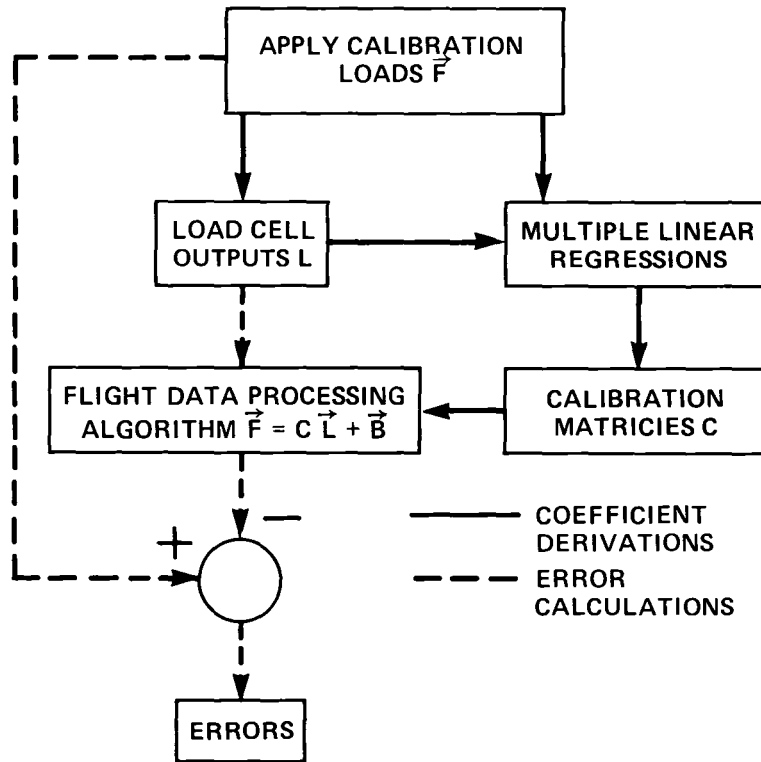 APPLY CALIBRATION
LOADS F⃗
LOAD CELL
OUTPUTS L
MULTIPLE LINEAR
REGRESSIONS
FLIGHT DATA PROCESSING
ALGORITHM F⃗ = C L⃗ + B⃗
CALIBRATION
MATRICIES C
+
−
COEFFICIENT
DERIVATIONS
ERROR
CALCULATIONS
ERRORS